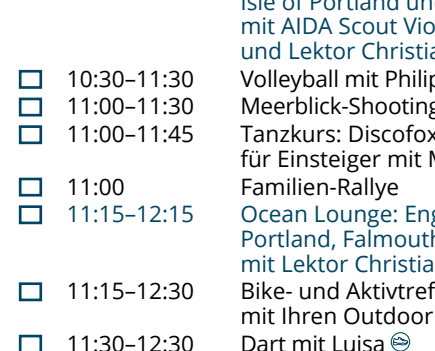 Isle of Portland un
mit AIDA Scout Vio
und Lektor Christia
10:30–11:30 Volleyball mit Philip
11:00–11:30 Meerblick-Shooting
11:00–11:45 Tanzkurs: Discofox
für Einsteiger mit M
11:00 Familien-Rallye
11:15–12:15 Ocean Lounge: Eng
Portland, Falmouth
mit Lektor Christia
11:15–12:30 Bike- und Aktivtref
mit Ihren Outdoor
11:30–12:30 Dart mit Luisa